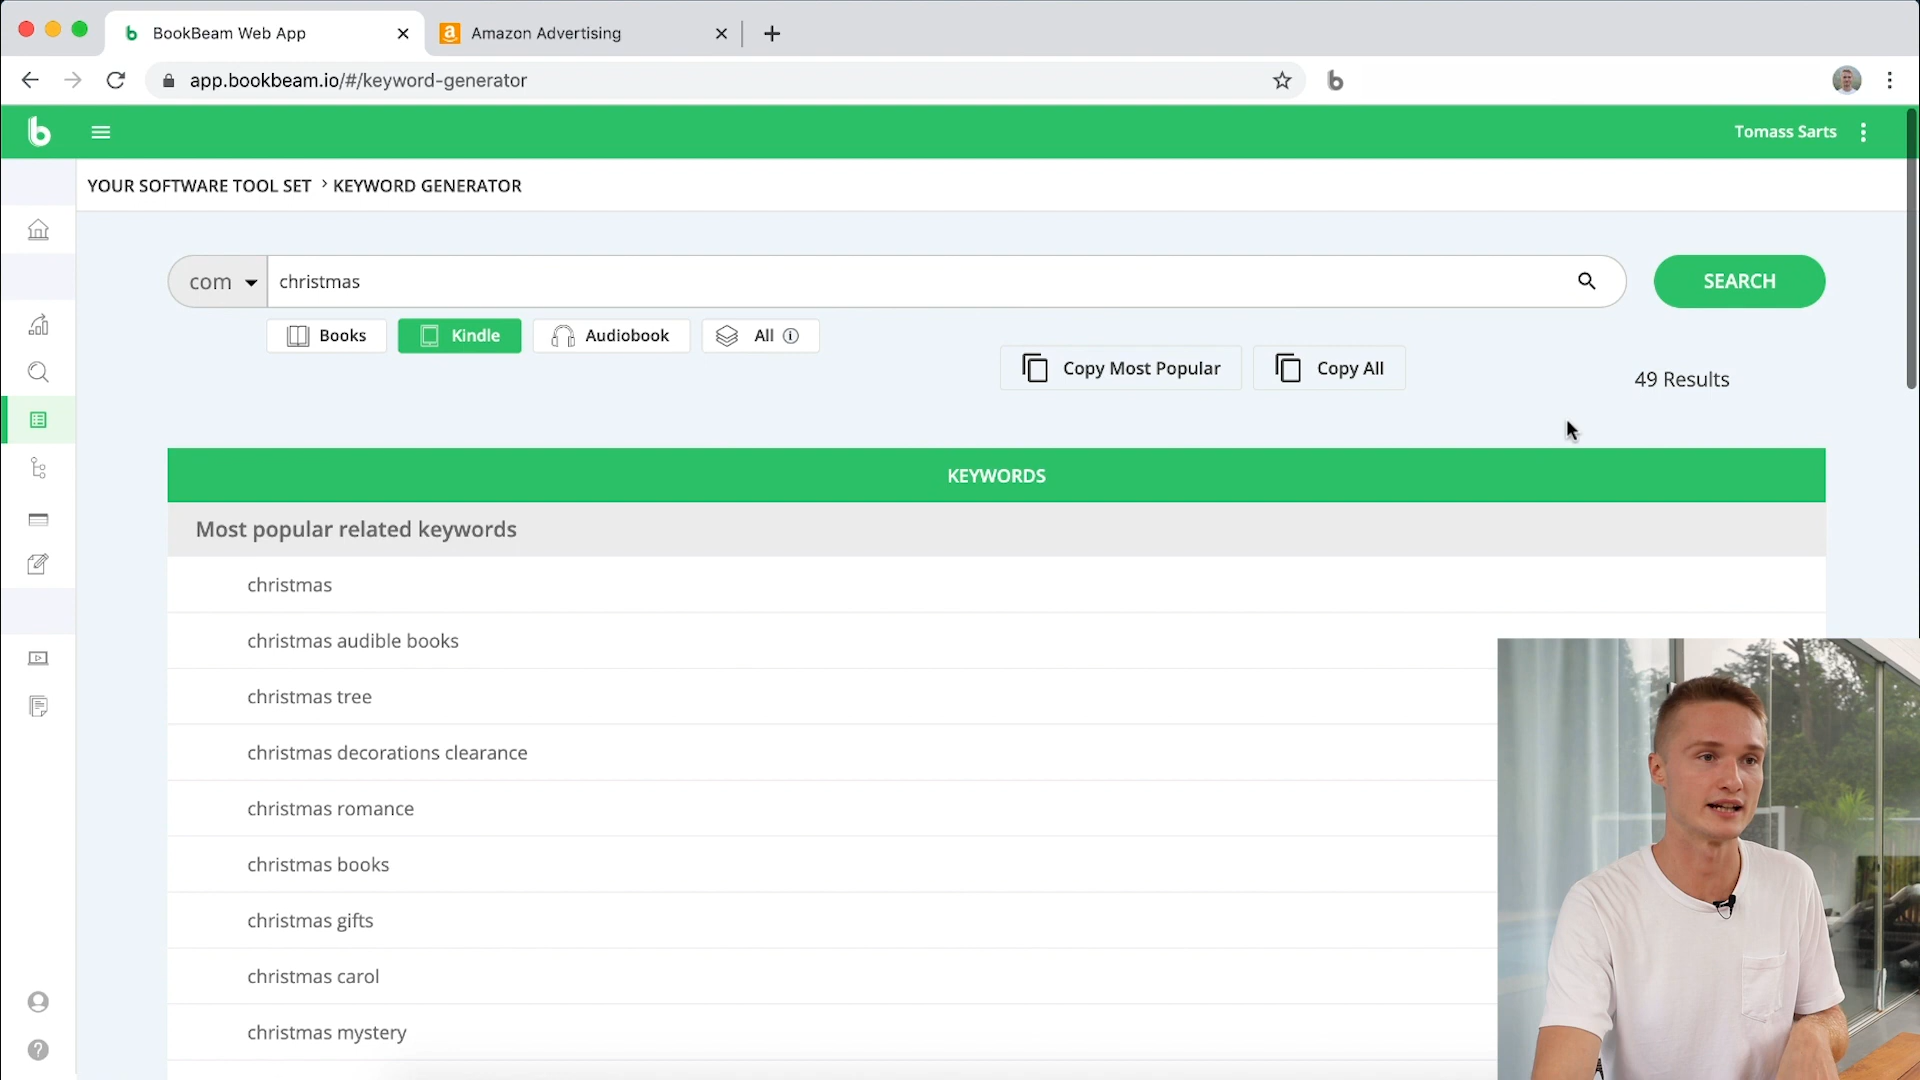 BookBeam Web App
Amazon Advertising
app.bookbeam.io/#/keyword-generator
Tomass Sarts
YOUR SOFTWARE TOOL SET > KEYWORD GENERATOR
com christmas SEARCH
Books Kindle Audiobook All
Copy Most Popular Copy All 49 Results
KEYWORDS
Most popular related keywords
christmas
christmas audible books
christmas tree
christmas decorations clearance
christmas romance
christmas books
christmas gifts
christmas carol
christmas mystery